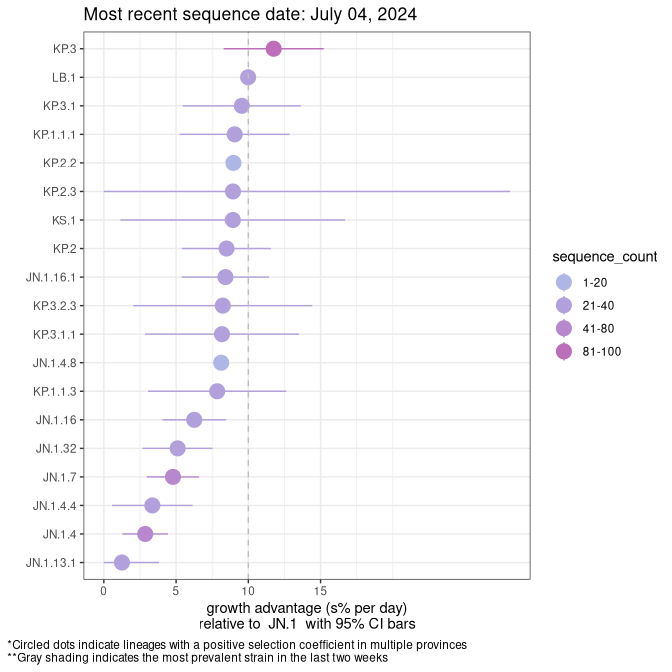 Most recent sequence date: July 04, 2024
KP.3
LB.1
KP.3.1
KP.1.1.1
KP.2.2
KP.2.3
KS.1
KP.2
JN.1.16.1
KP.3.2.3
KP.3.1.1
JN.1.4.8
KP.1.1.3
JN.1.16
JN.1.32
JN.1.7
JN.1.4.4
JN.1.4
JN.1.13.1
0 5 10 15
growth advantage (s% per day)
relative to JN.1 with 95% CI bars
sequence_count
1-20
21-40
41-80
81-100
*Circled dots indicate lineages with a positive selection coefficient in multiple provinces
**Gray shading indicates the most prevalent strain in the last two weeks